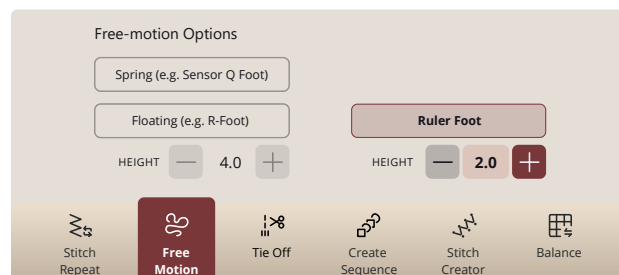 Free-motion Options
Spring (e.g. Sensor Q Foot)
Floating (e.g. R-Foot)
Ruler Foot
HEIGHT — 4.0 +
HEIGHT — 2.0 +
Stitch
Repeat
Free
Motion
Tie Off
Create
Sequence
Stitch
Creator
Balance